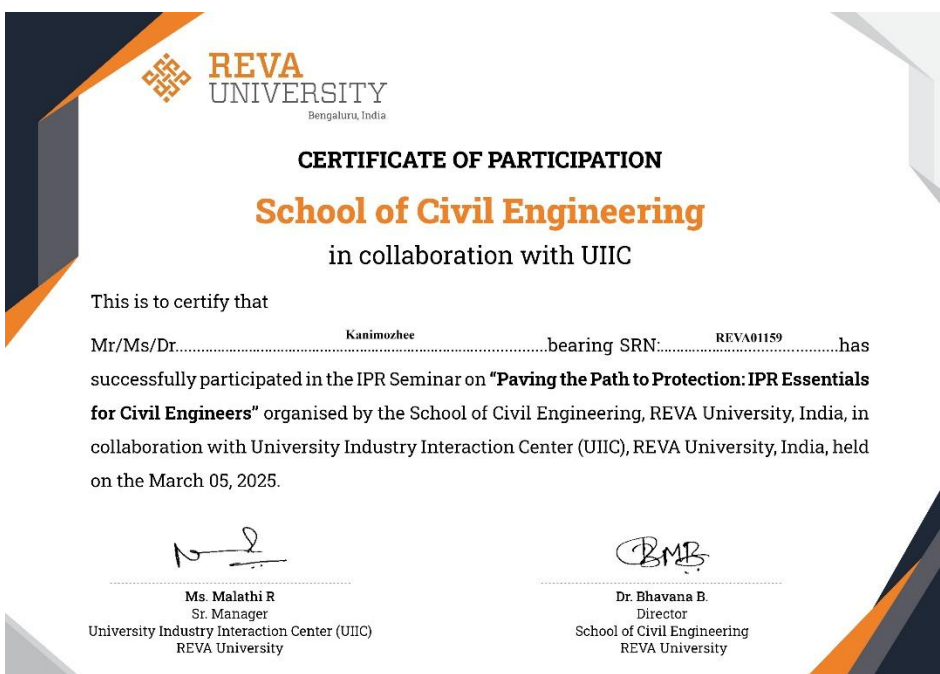 REVA
UNIVERSITY
Bengaluru, India
CERTIFICATE OF PARTICIPATION
School of Civil Engineering
in collaboration with UIIC
This is to certify that
Mr/Ms/Dr. Kanimozhee bearing SRN: REVA01159 has
successfully participated in the IPR Seminar on “Paving the Path to Protection: IPR Essentials
for Civil Engineers” organised by the School of Civil Engineering, REVA University, India, in
collaboration with University Industry Interaction Center (UIIC), REVA University, India, held
on the March 05, 2025.
BMB
Ms. Malathi R
Sr. Manager
University Industry Interaction Center (UIIC)
REVA University
Dr. Bhavana B.
Director
School of Civil Engineering
REVA University